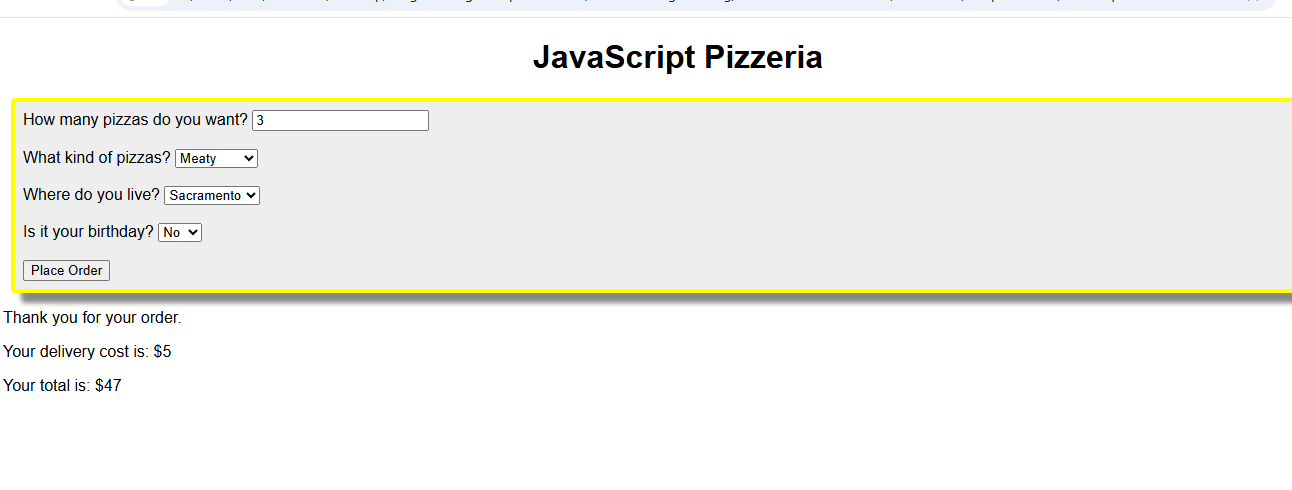 JavaScript Pizzeria
How many pizzas do you want? 3
What kind of pizzas? Meaty
Where do you live? Sacramento
Is it your birthday? No
Place Order
Thank you for your order.
Your delivery cost is: $5
Your total is: $47